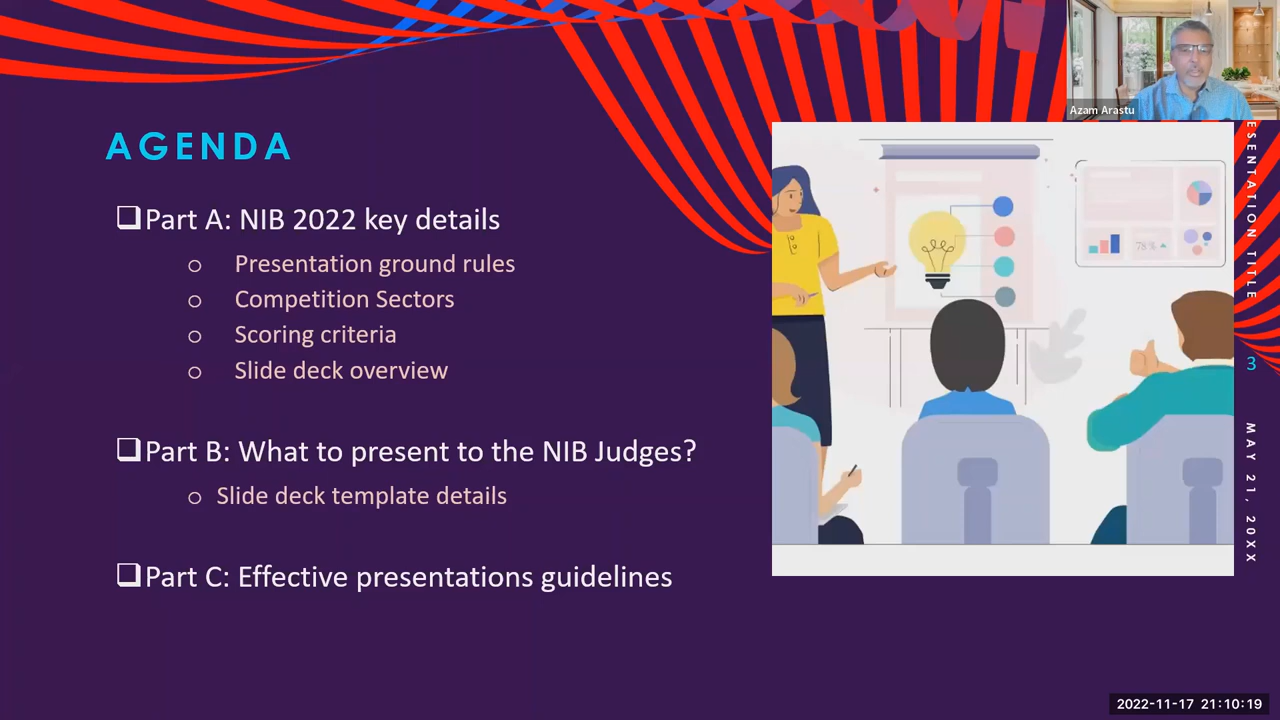 Azam Arastu
AGENDA
❑Part A: NIB 2022 key details
o Presentation ground rules
o Competition Sectors
o Scoring criteria
o Slide deck overview
❑Part B: What to present to the NIB Judges?
o Slide deck template details
❑Part C: Effective presentations guidelines
78%
ESENTATION TITLE
3
MAY 21, 20XX
2022-11-17 21:10:19